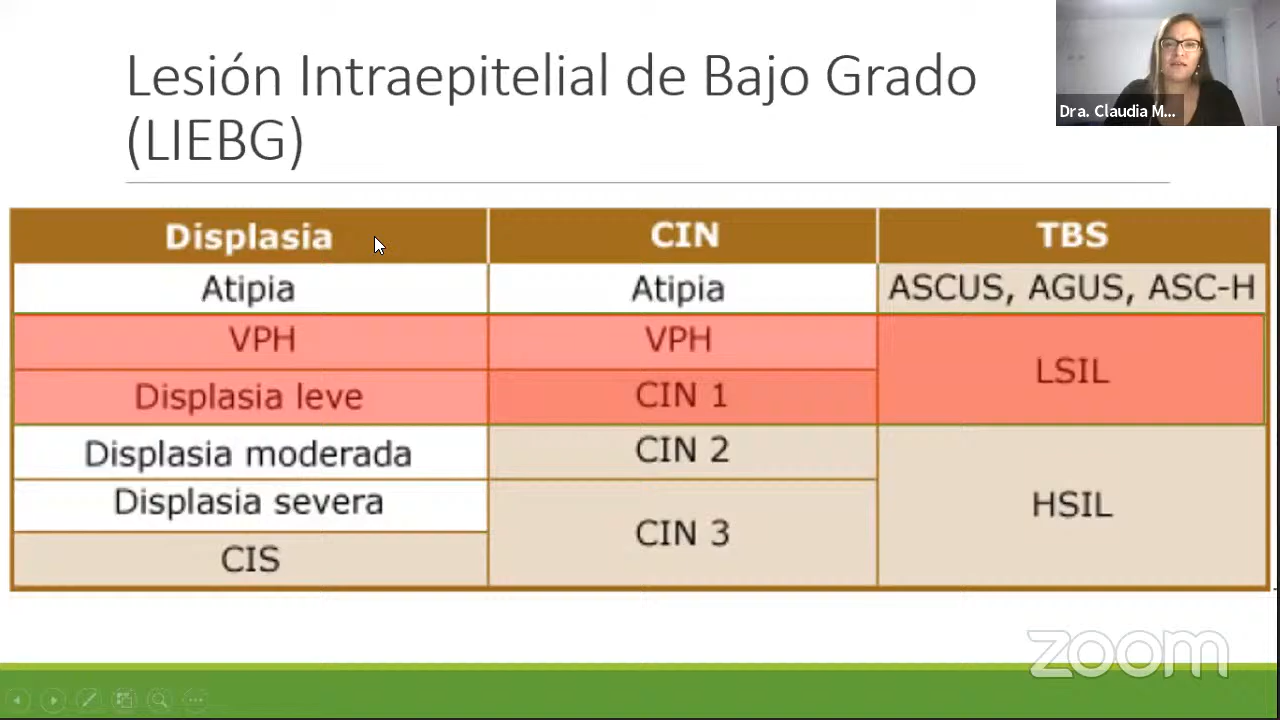 Lesión Intraepitelial de Bajo Grado
(LIEBG)
Dra. Claudia M...
Displasia CIN TBS
Atipia Atipia ASCUS, AGUS, ASC-H
VPH VPH LSIL
Displasia leve CIN 1
Displasia moderada CIN 2 HSIL
Displasia severa CIN 3
CIS
zoom